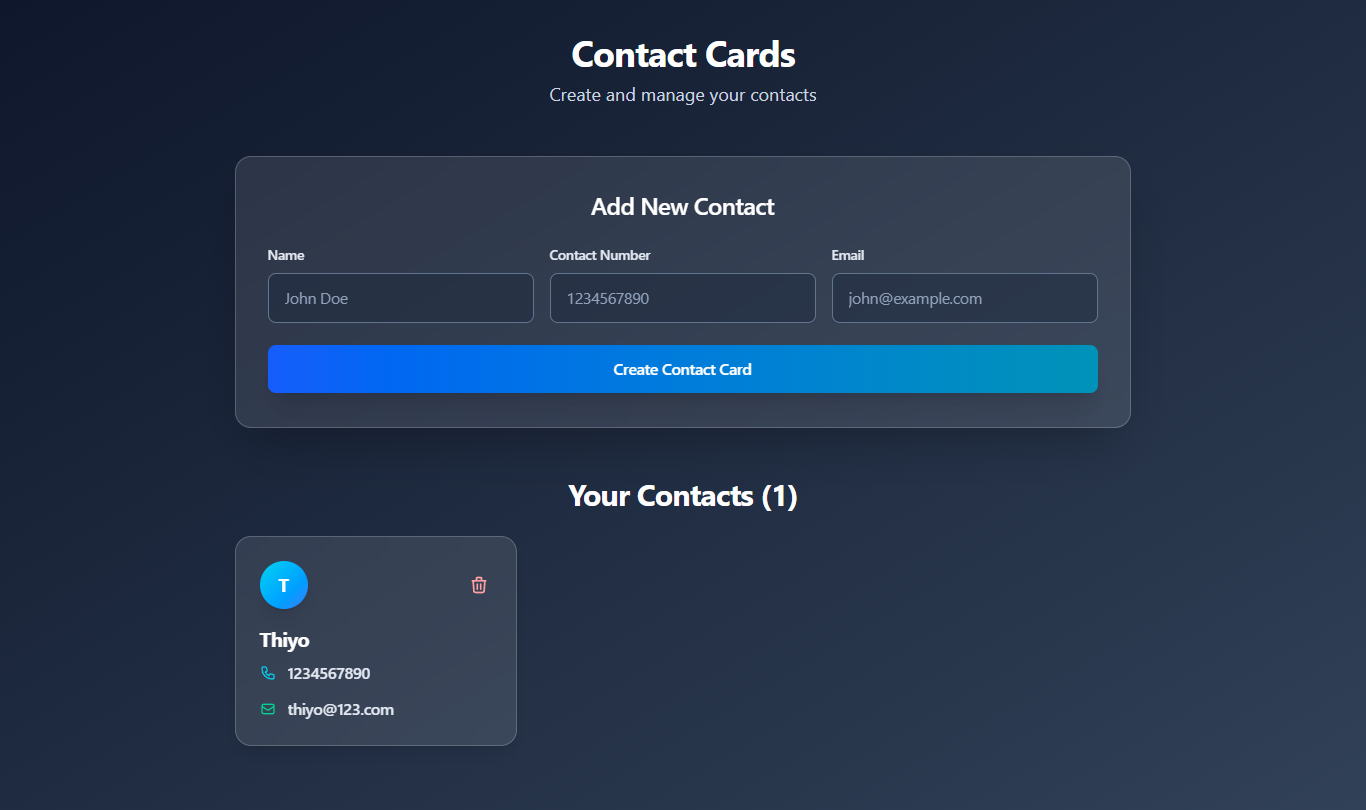 Contact Cards
Create and manage your contacts
Add New Contact
Name
Contact Number
Email
John Doe
1234567890
john@example.com
Create Contact Card
Your Contacts (1)
T
Thiyo
1234567890
thiyo@123.com